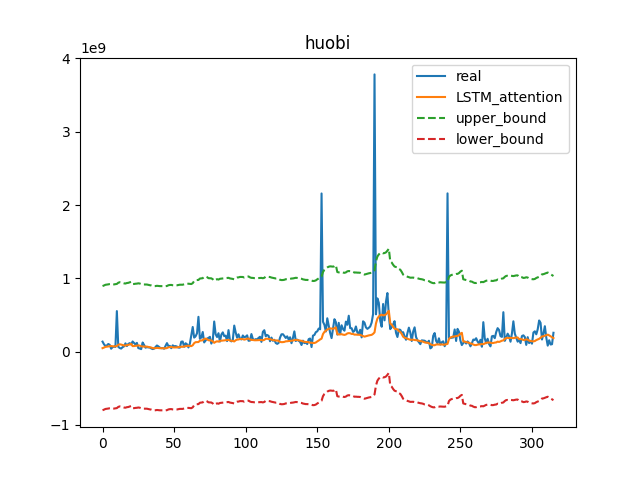 huobi
1e9
real
LSTM_attention
upper_bound
lower_bound
4
3
2
1
0
−1
0 50 100 150 200 250 300